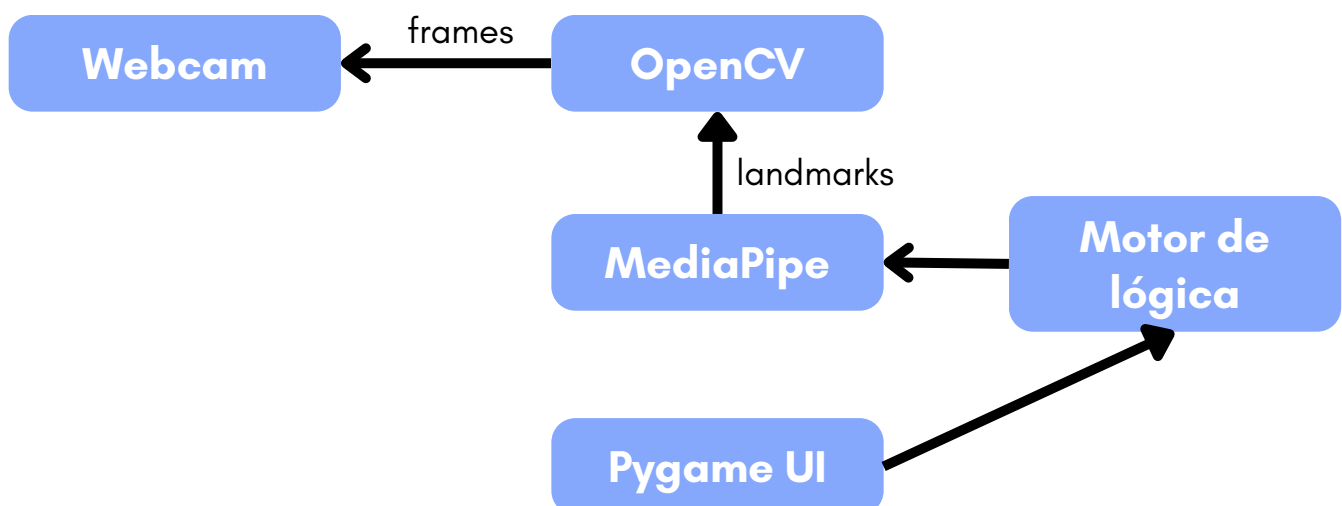 Webcam
frames
OpenCV
landmarks
MediaPipe
Motor de
lógica
Pygame UI